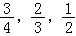 3/4, 2/3, 1/2